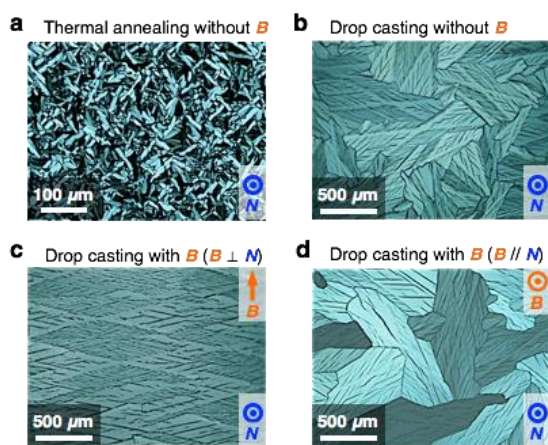 a Thermal annealing without B
100 µm
N
b Drop casting without B
500 µm
N
c Drop casting with B (B ⊥ N)
B
500 µm
N
d Drop casting with B (B // N)
B
500 µm
N